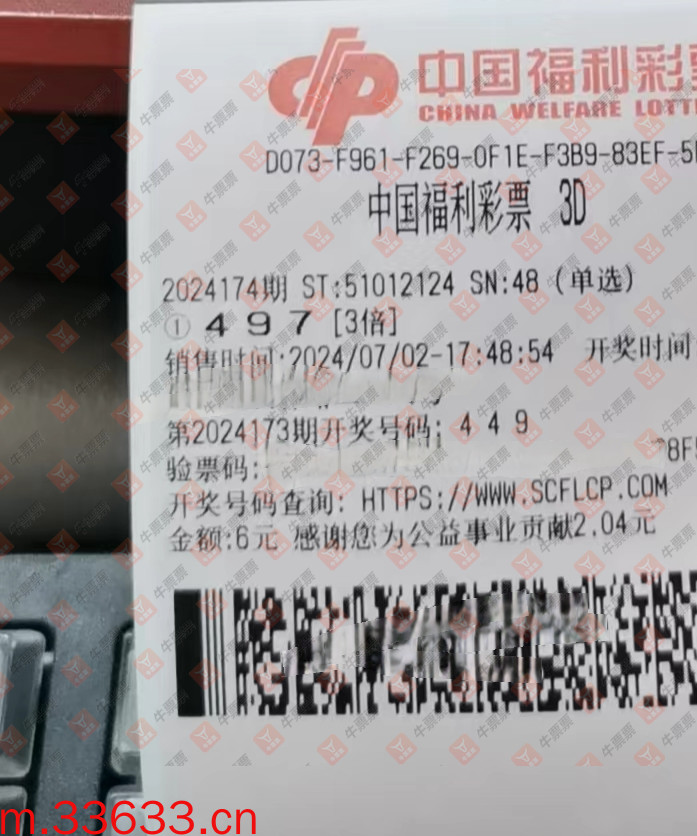 中国福利彩票
CHINA WELFARE LOTT
D073-F961-F269-0F1E-F3B9-83EF-5
中国福利彩票 3D
2024174期 ST:51012124 SN:48 (单选)
① 4 9 7 [3倍]
销售时间:2024/07/02-17:48:54 开奖时间
第2024173期开奖号码: 4 4 9
8F
验票码:
开奖号码查询: HTTPS://WWW.SCFLCP.COM
金额:6元 感谢您为公益事业贡献2.04元
牛票票
m.33633.cn